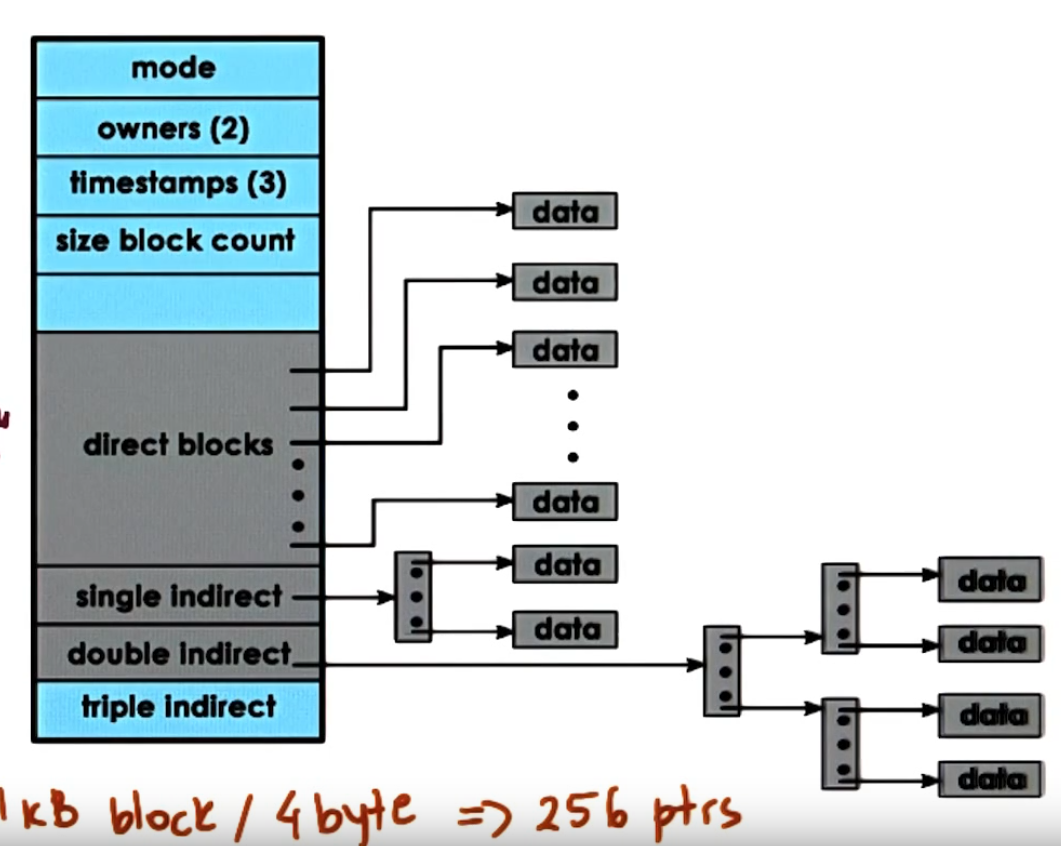 mode
owners (2)
timestamps (3)
size block count
direct blocks
single indirect
double indirect
triple indirect
data
data
data
data
data
data
data
data
data
data
kB block / 4 byte => 256 ptrs